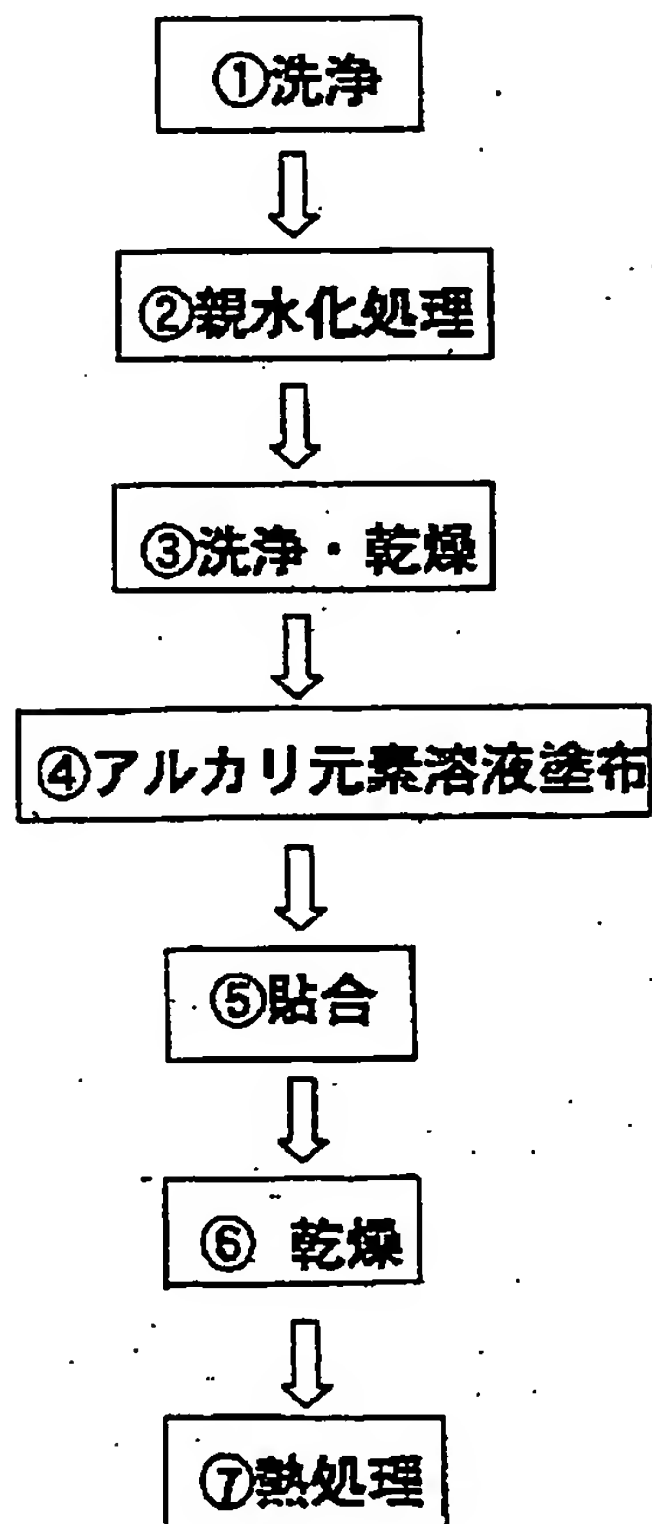 ①洗浄
②親水化処理
③洗浄・乾燥
④アルカリ元素溶液塗布
⑤貼合
⑥ 乾燥
⑦熱処理